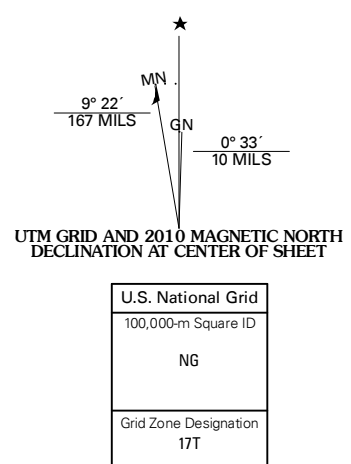 MN
GN
9° 22´
167 MILS
0° 33´
10 MILS
UTM GRID AND 2010 MAGNETIC NORTH
DECLINATION AT CENTER OF SHEET
U.S. National Grid
100,000-m Square ID
NG
Grid Zone Designation
17T